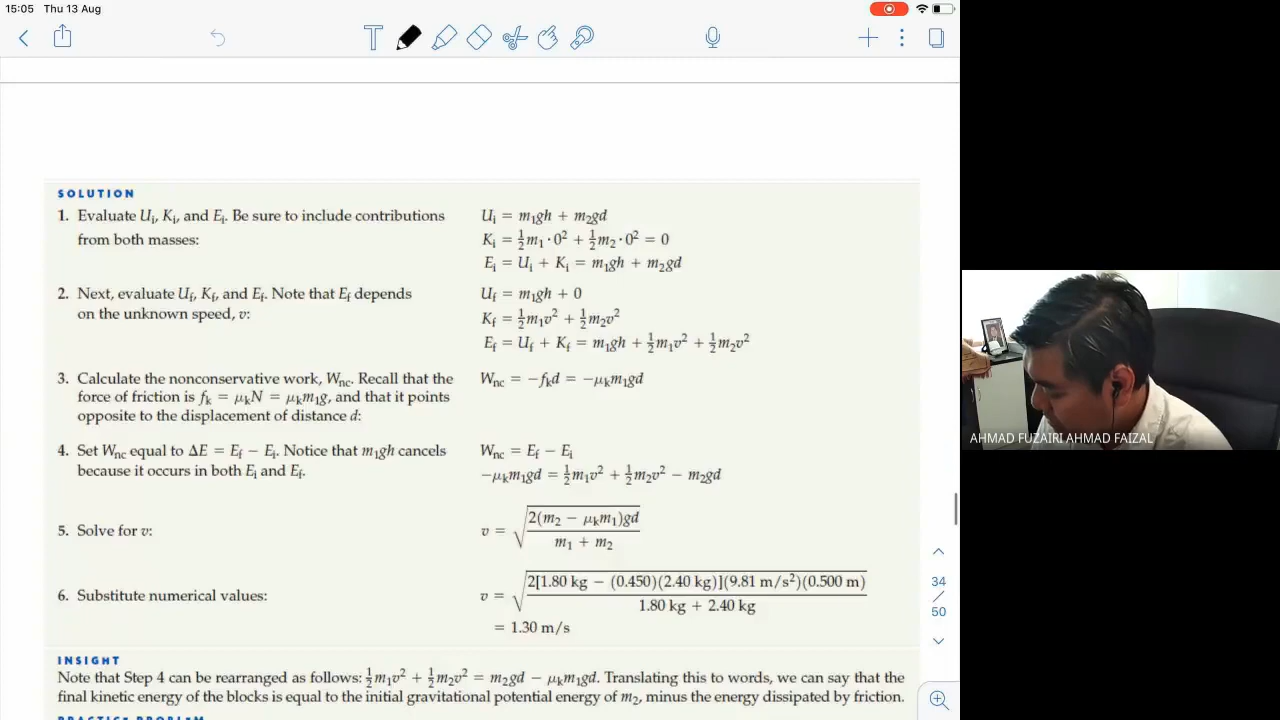 15:05 Thu 13 Aug
SOLUTION
1. Evaluate Ui, Ki, and Ei. Be sure to include contributions
from both masses:
Ui = m1gh + m2gd
Ki = ½m1·0² + ½m2·0² = 0
Ei = Ui + Ki = m1gh + m2gd
2. Next, evaluate Uf, Kf, and Ef. Note that Ef depends
on the unknown speed, v:
Uf = m1gh + 0
Kf = ½m1v² + ½m2v²
Ef = Uf + Kf = m1gh + ½m1v² + ½m2v²
3. Calculate the nonconservative work, Wnc. Recall that the
force of friction is fk = μkN = μkm1g, and that it points
opposite to the displacement of distance d:
Wnc = −fkd = −μkm1gd
4. Set Wnc equal to ΔE = Ef − Ei. Notice that m1gh cancels
because it occurs in both Ei and Ef.
Wnc = Ef − Ei
−μkm1gd = ½m1v² + ½m2v² − m2gd
5. Solve for v:
v = √(2(m2 − μkm1)gd / m1 + m2)
6. Substitute numerical values:
v = √(2[1.80 kg − (0.450)(2.40 kg)](9.81 m/s²)(0.500 m) / 1.80 kg + 2.40 kg)
= 1.30 m/s
INSIGHT
Note that Step 4 can be rearranged as follows: ½m1v² + ½m2v² = m2gd − μkm1gd. Translating this to words, we can say that the
final kinetic energy of the blocks is equal to the initial gravitational potential energy of m2, minus the energy dissipated by friction.
PRACTICE PROBLEM
34
/
50
AHMAD FUZAIRI AHMAD FAIZAL